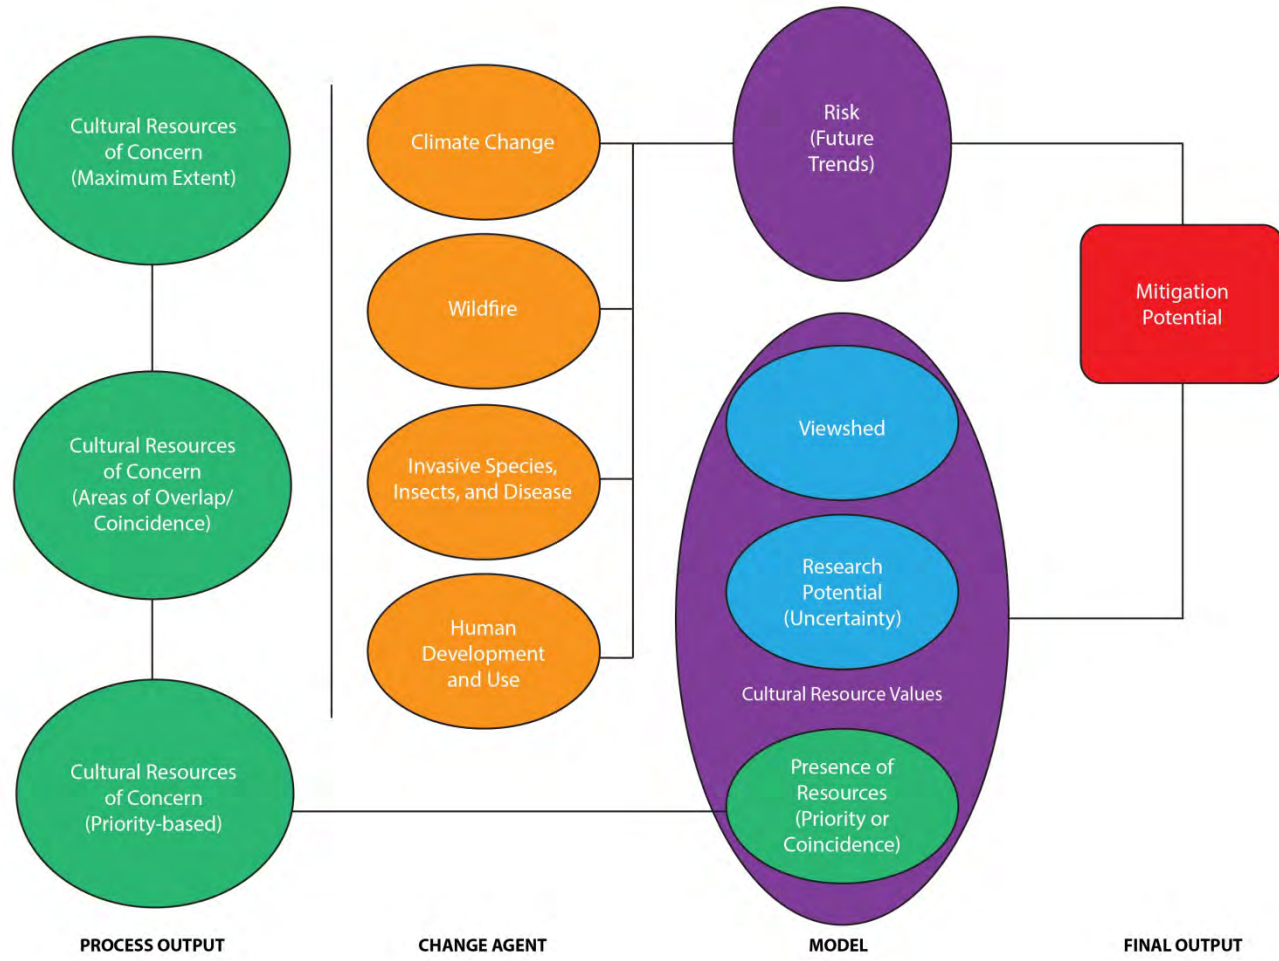 Cultural Resources
of Concern
(Maximum Extent)
Cultural Resources
of Concern
(Areas of Overlap/
Coincidence)
Cultural Resources
of Concern
(Priority-based)
Climate Change
Wildfire
Invasive Species,
Insects, and Disease
Human
Development
and Use
Risk
(Future
Trends)
Viewshed
Research
Potential
(Uncertainty)
Cultural Resource Values
Presence of
Resources
(Priority or
Coincidence)
Mitigation
Potential
PROCESS OUTPUT
CHANGE AGENT
MODEL
FINAL OUTPUT